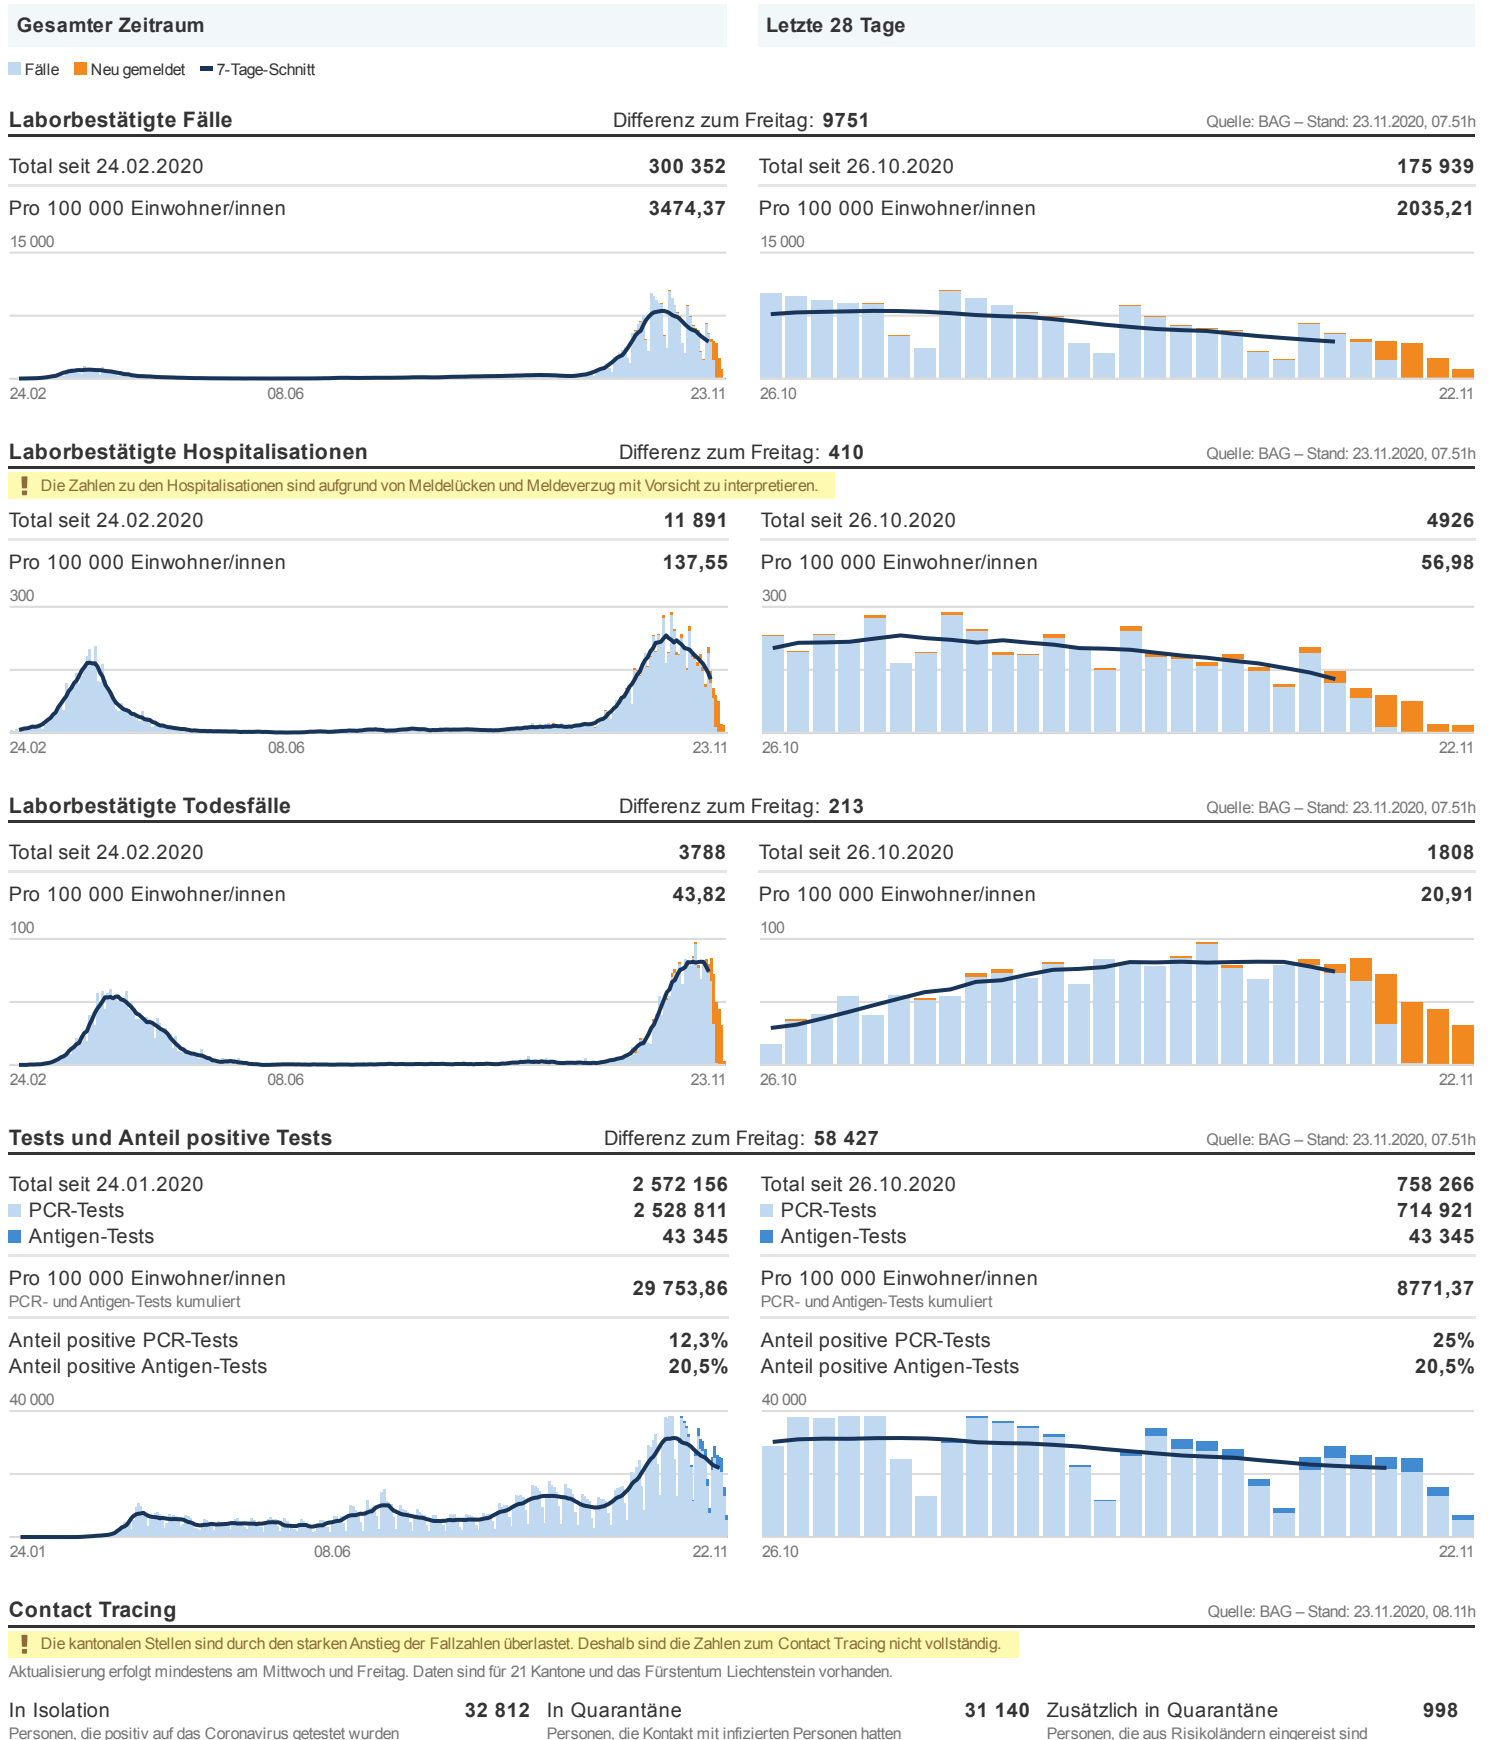 Gesamter Zeitraum
Letzte 28 Tage
Fälle Neu gemeldet 7-Tage-Schnitt
Laborbestätigte Fälle Differenz zum Freitag: 9751 Quelle: BAG – Stand: 23.11.2020, 07.51h
Total seit 24.02.2020 300 352
Pro 100 000 Einwohner/innen 3474,37
15 000
24.02 08.06 23.11
Total seit 26.10.2020 175 939
Pro 100 000 Einwohner/innen 2035,21
15 000
26.10 22.11
Laborbestätigte Hospitalisationen Differenz zum Freitag: 410 Quelle: BAG – Stand: 23.11.2020, 07.51h
! Die Zahlen zu den Hospitalisationen sind aufgrund von Meldelücken und Meldeverzug mit Vorsicht zu interpretieren.
Total seit 24.02.2020 11 891
Pro 100 000 Einwohner/innen 137,55
300
24.02 08.06 23.11
Total seit 26.10.2020 4926
Pro 100 000 Einwohner/innen 56,98
300
26.10 22.11
Laborbestätigte Todesfälle Differenz zum Freitag: 213 Quelle: BAG – Stand: 23.11.2020, 07.51h
Total seit 24.02.2020 3788
Pro 100 000 Einwohner/innen 43,82
100
24.02 08.06 23.11
Total seit 26.10.2020 1808
Pro 100 000 Einwohner/innen 20,91
100
26.10 22.11
Tests und Anteil positive Tests Differenz zum Freitag: 58 427 Quelle: BAG – Stand: 23.11.2020, 07.51h
Total seit 24.01.2020 2 572 156
PCR-Tests 2 528 811
Antigen-Tests 43 345
Pro 100 000 Einwohner/innen 29 753,86
PCR- und Antigen-Tests kumuliert
Anteil positive PCR-Tests 12,3%
Anteil positive Antigen-Tests 20,5%
40 000
24.01 08.06 22.11
Total seit 26.10.2020 758 266
PCR-Tests 714 921
Antigen-Tests 43 345
Pro 100 000 Einwohner/innen 8771,37
PCR- und Antigen-Tests kumuliert
Anteil positive PCR-Tests 25%
Anteil positive Antigen-Tests 20,5%
40 000
26.10 22.11
Contact Tracing Quelle: BAG – Stand: 23.11.2020, 08.11h
! Die kantonalen Stellen sind durch den starken Anstieg der Fallzahlen überlastet. Deshalb sind die Zahlen zum Contact Tracing nicht vollständig.
Aktualisierung erfolgt mindestens am Mittwoch und Freitag. Daten sind für 21 Kantone und das Fürstentum Liechtenstein vorhanden.
In Isolation 32 812
Personen, die positiv auf das Coronavirus getestet wurden
In Quarantäne 31 140
Personen, die Kontakt mit infizierten Personen hatten
Zusätzlich in Quarantäne 998
Personen, die aus Risikoländern eingereist sind